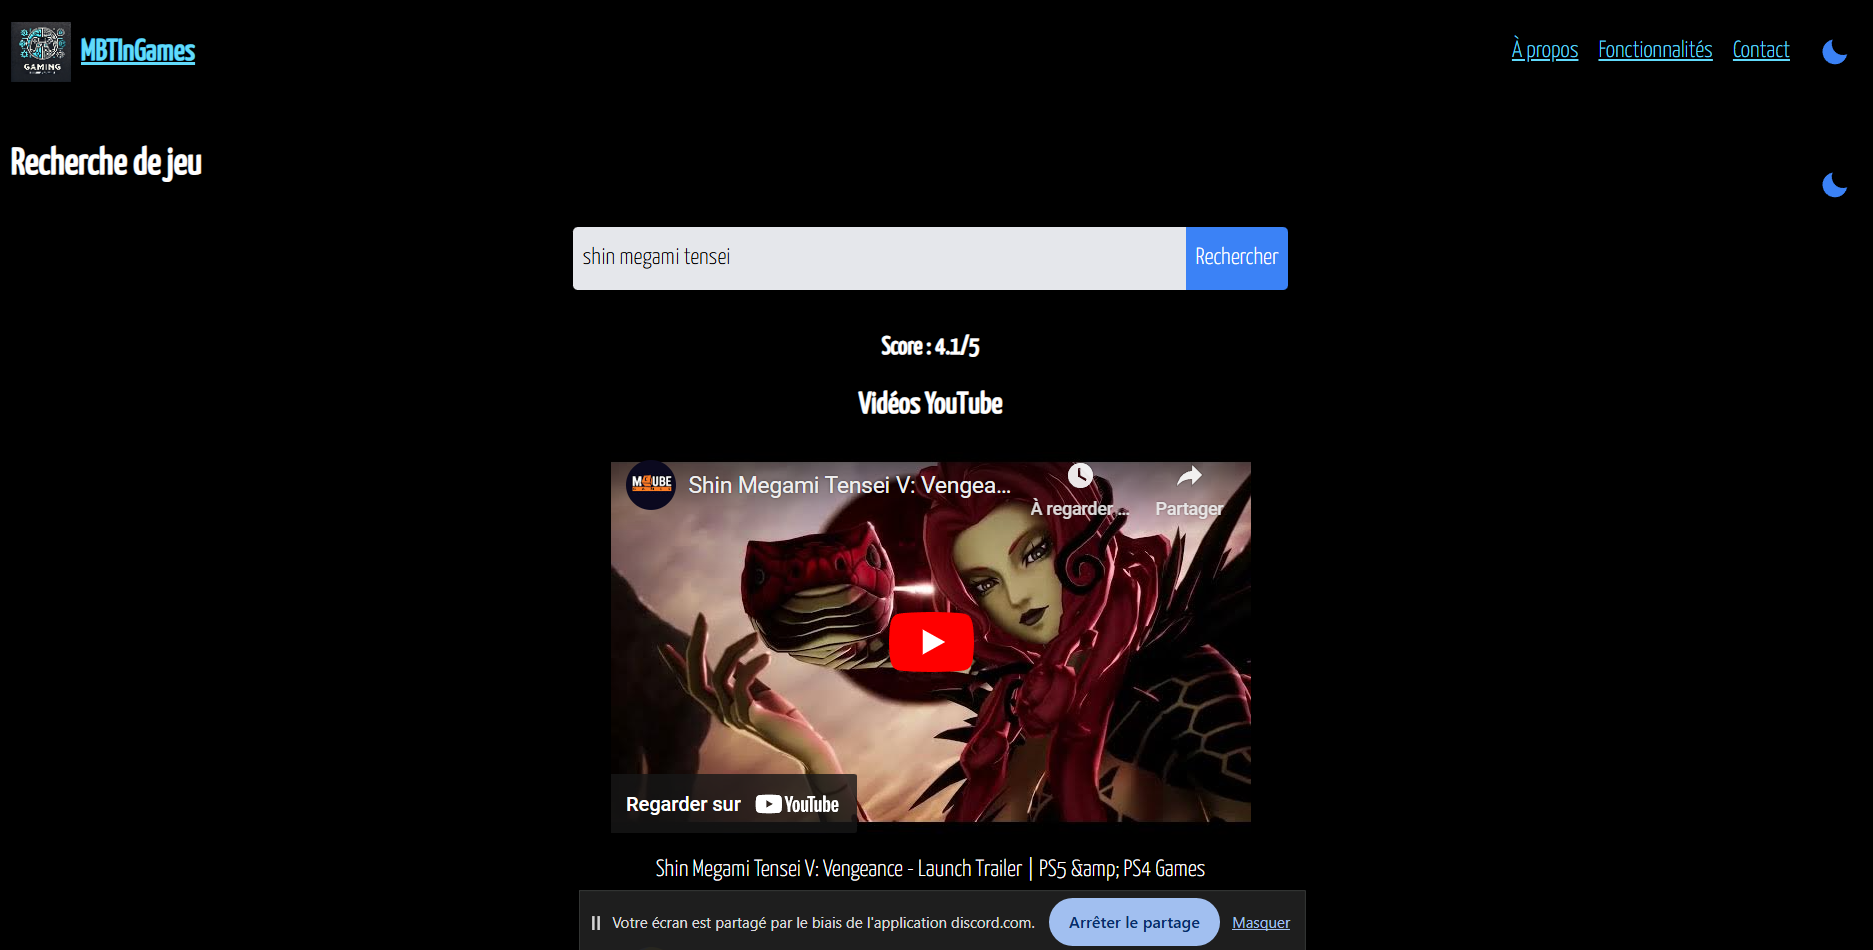 GAMING
MBTInGames
À propos
Fonctionnalités
Contact
Recherche de jeu
shin megami tensei
Rechercher
Score : 4.1/5
Vidéos YouTube
Shin Megami Tensei V: Vengea...
À regarder ...
Partager
Regarder sur YouTube
Shin Megami Tensei V: Vengeance - Launch Trailer | PS5 &amp; PS4 Games
Votre écran est partagé par le biais de l'application discord.com.
Arrêter le partage
Masquer